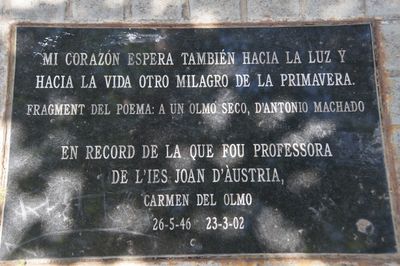 MI CORAZÓN ESPERA TAMBIÉN HACIA LA LUZ Y
HACIA LA VIDA OTRO MILAGRO DE LA PRIMAVERA.
FRAGMENT DEL POEMA: A UN OLMO SECO, D'ANTONIO MACHADO
EN RECORD DE LA QUE FOU PROFESSORA
DE L'IES JOAN D'ÀUSTRIA,
CARMEN DEL OLMO
26-5-46 23-3-02